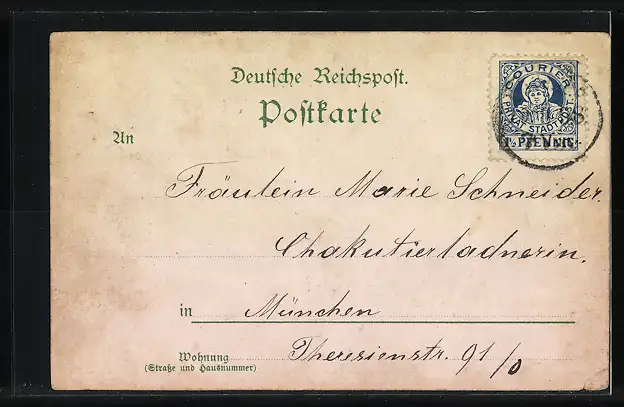 Deutsche Reichspost.
Postkarte
COURIER
PRIVAT STADT POST
1½ PFENNIG
An
Fräulein Marie Schneider.
Chakutierladnerin.
in München
Wohnung Theresienstr. 91/0
(Straße und Hausnummer)